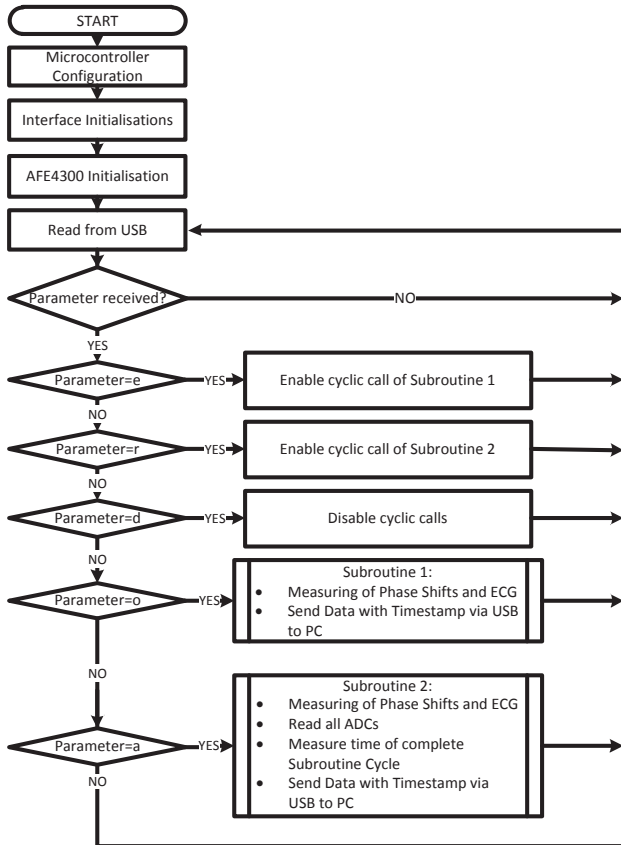 START
Microcontroller
Configuration
Interface Initialisations
AFE4300 Initialisation
Read from USB
Parameter received?
NO
YES
Parameter=e
YES
Enable cyclic call of Subroutine 1
NO
Parameter=r
YES
Enable cyclic call of Subroutine 2
NO
Parameter=d
YES
Disable cyclic calls
NO
Parameter=o
YES
Subroutine 1:
• Measuring of Phase Shifts and ECG
• Send Data with Timestamp via USB
to PC
NO
Parameter=a
YES
Subroutine 2:
• Measuring of Phase Shifts and ECG
• Read all ADCs
• Measure time of complete
Subroutine Cycle
• Send Data with Timestamp via
USB to PC
NO